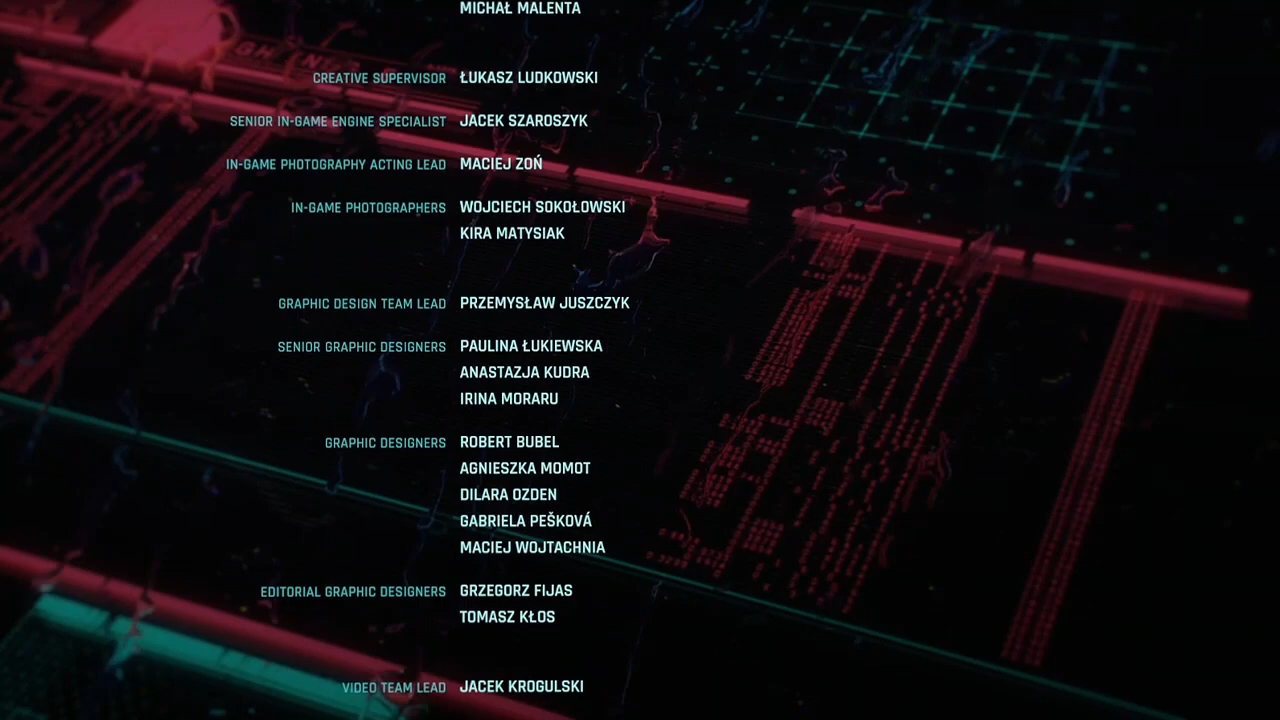 MICHAŁ MALENTA
CREATIVE SUPERVISOR ŁUKASZ LUDKOWSKI
SENIOR IN-GAME ENGINE SPECIALIST JACEK SZAROSZYK
IN-GAME PHOTOGRAPHY ACTING LEAD MACIEJ ZOŃ
IN-GAME PHOTOGRAPHERS WOJCIECH SOKOŁOWSKI
KIRA MATYSIAK
GRAPHIC DESIGN TEAM LEAD PRZEMYSŁAW JUSZCZYK
SENIOR GRAPHIC DESIGNERS PAULINA ŁUKIEWSKA
ANASTAZJA KUDRA
IRINA MORARU
GRAPHIC DESIGNERS ROBERT BUBEL
AGNIESZKA MOMOT
DILARA OZDEN
GABRIELA PEŠKOVÁ
MACIEJ WOJTACHNIA
EDITORIAL GRAPHIC DESIGNERS GRZEGORZ FIJAS
TOMASZ KŁOS
VIDEO TEAM LEAD JACEK KROGULSKI